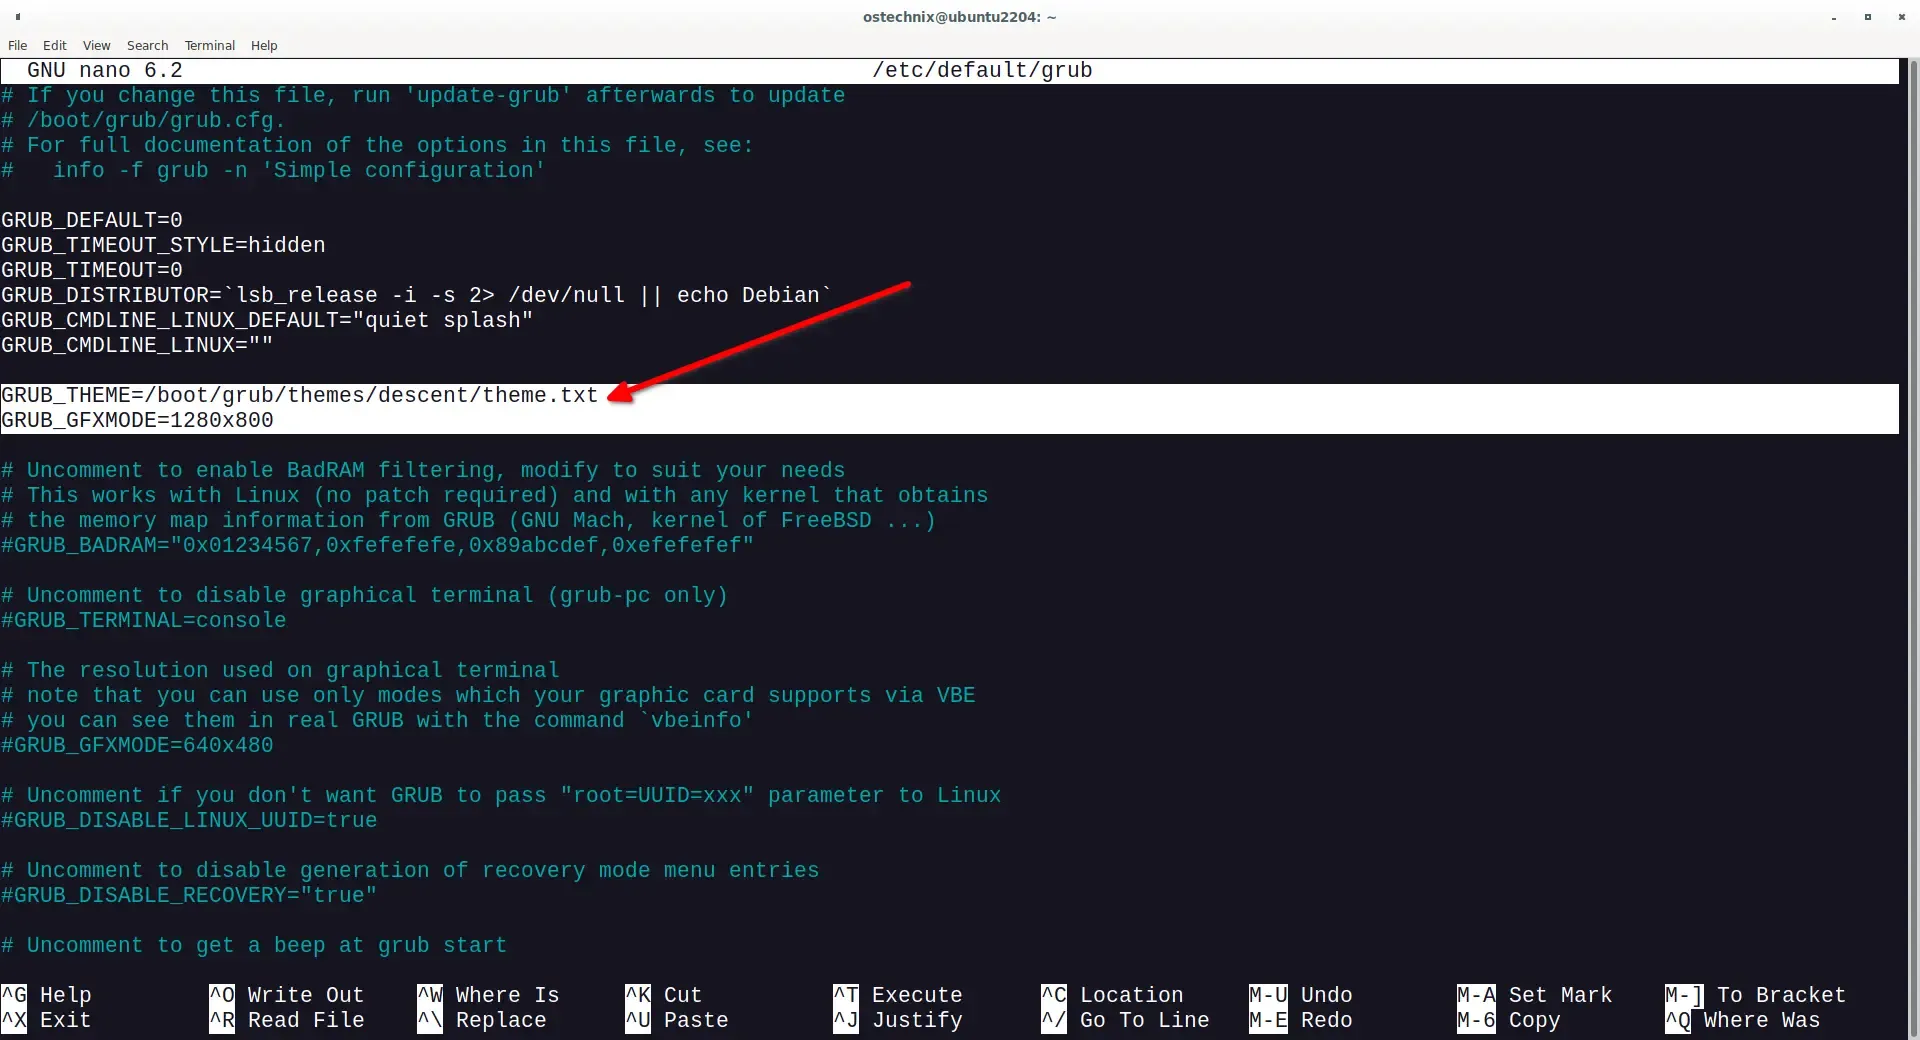 ostechnix@ubuntu2204: ~
File Edit View Search Terminal Help
GNU nano 6.2 /etc/default/grub
# If you change this file, run 'update-grub' afterwards to update
# /boot/grub/grub.cfg.
# For full documentation of the options in this file, see:
#   info -f grub -n 'Simple configuration'

GRUB_DEFAULT=0
GRUB_TIMEOUT_STYLE=hidden
GRUB_TIMEOUT=0
GRUB_DISTRIBUTOR=`lsb_release -i -s 2> /dev/null || echo Debian`
GRUB_CMDLINE_LINUX_DEFAULT="quiet splash"
GRUB_CMDLINE_LINUX=""

GRUB_THEME=/boot/grub/themes/descent/theme.txt
GRUB_GFXMODE=1280x800

# Uncomment to enable BadRAM filtering, modify to suit your needs
# This works with Linux (no patch required) and with any kernel that obtains
# the memory map information from GRUB (GNU Mach, kernel of FreeBSD ...)
#GRUB_BADRAM="0x01234567,0xfefefefe,0x89abcdef,0xefefefef"

# Uncomment to disable graphical terminal (grub-pc only)
#GRUB_TERMINAL=console

# The resolution used on graphical terminal
# note that you can use only modes which your graphic card supports via VBE
# you can see them in real GRUB with the command `vbeinfo'
#GRUB_GFXMODE=640x480

# Uncomment if you don't want GRUB to pass "root=UUID=xxx" parameter to Linux
#GRUB_DISABLE_LINUX_UUID=true

# Uncomment to disable generation of recovery mode menu entries
#GRUB_DISABLE_RECOVERY="true"

# Uncomment to get a beep at grub start
^G Help ^O Write Out ^W Where Is ^K Cut ^T Execute ^C Location M-U Undo M-A Set Mark M-] To Bracket
^X Exit ^R Read File ^\ Replace ^U Paste ^J Justify ^/ Go To Line M-E Redo M-6 Copy ^Q Where Was